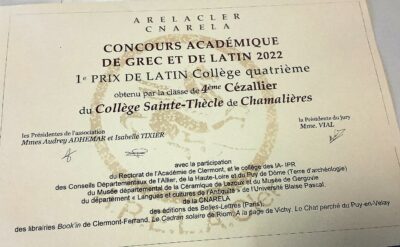 ARELACLER
CNARELA
CONCOURS ACADÉMIQUE
DE GREC ET DE LATIN 2022
1er PRIX DE LATIN Collège quatrième
obtenu par la classe de 4ème Cézallier
du Collège Sainte-Thècle de Chamalières
les Présidentes de l'association
Mmes Audrey ADHEMAR et Isabelle TIXIER
la Présidente du jury
Mme. VIAL
avec la participation
du Rectorat de l'Académie de Clermont, et le collège des IA- IPR
des Conseils Départementaux de l'Allier, de la Haute-Loire et du Puy de Dôme (Terre d'archéologie)
du Musée départemental de la Céramique de Lezoux et du Musée de Gergovie
du département « Langues et cultures de l'Antiquité » de l'Université Blaise Pascal,
de la CNARELA
des éditions des Belles-Lettres (Paris),
des librairies Book'in de Clermont-Ferrand, Le Cadran solaire de Riom, A la page de Vichy, Le Chat perché du Puy-en-Velay